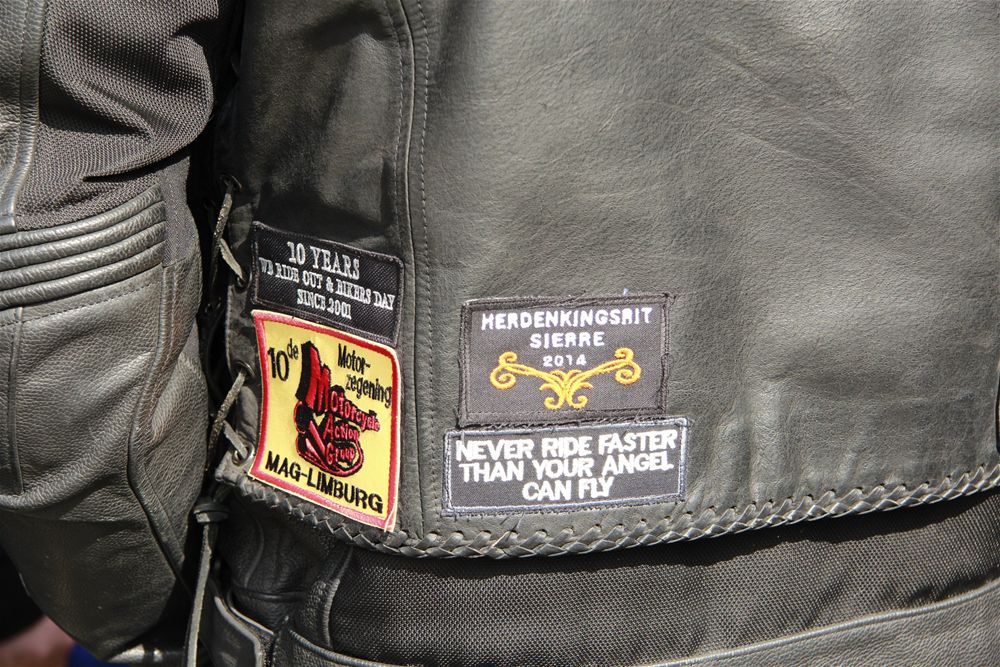 10 YEARS
WB RIDE OUT & BIKERS DAY
SINCE 2001
10de
Motor-
zegening
Motorcycle
Action
Group
MAG-LIMBURG
HERDENKINGSRIT
SIERRE
2014
NEVER RIDE FASTER
THAN YOUR ANGEL
CAN FLY